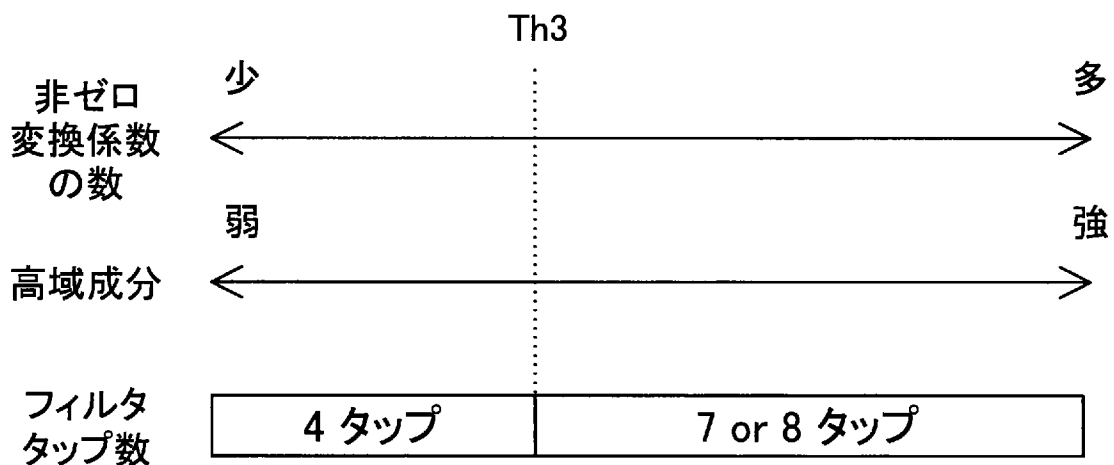 Th3
少 多
非ゼロ
変換係数
の数
弱 強
高域成分
フィルタ
タップ数
4 タップ 7 or 8 タップ